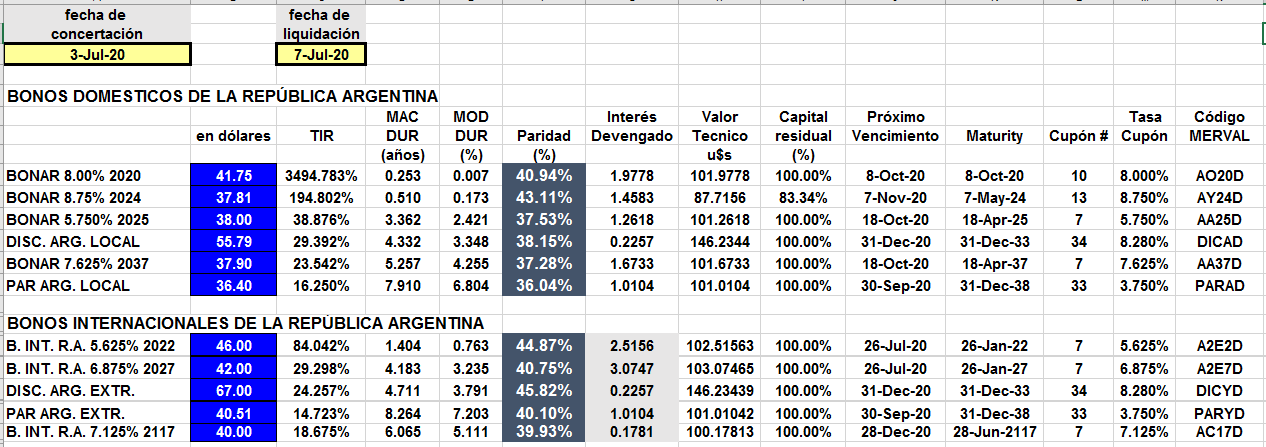 fecha de concertación fecha de liquidación
3-Jul-20 7-Jul-20
BONOS DOMESTICOS DE LA REPÚBLICA ARGENTINA
MAC MOD Interés Valor Capital Próximo Tasa Código
en dólares TIR DUR DUR Paridad Devengado Tecnico residual Vencimiento Maturity Cupón # Cupón MERVAL
(años) (%) (%) u$s (%)
BONAR 8.00% 2020 41.75 3494.783% 0.253 0.007 40.94% 1.9778 101.9778 100.00% 8-Oct-20 8-Oct-20 10 8.000% AO20D
BONAR 8.75% 2024 37.81 194.802% 0.510 0.173 43.11% 1.4583 87.7156 83.34% 7-Nov-20 7-May-24 13 8.750% AY24D
BONAR 5.750% 2025 38.00 38.876% 3.362 2.421 37.53% 1.2618 101.2618 100.00% 18-Oct-20 18-Apr-25 7 5.750% AA25D
DISC. ARG. LOCAL 55.79 29.392% 4.332 3.348 38.15% 0.2257 146.2344 100.00% 31-Dec-20 31-Dec-33 34 8.280% DICAD
BONAR 7.625% 2037 37.90 23.542% 5.257 4.255 37.28% 1.6733 101.6733 100.00% 18-Oct-20 18-Apr-37 7 7.625% AA37D
PAR ARG. LOCAL 36.40 16.250% 7.910 6.804 36.04% 1.0104 101.0104 100.00% 30-Sep-20 31-Dec-38 33 3.750% PARAD
BONOS INTERNACIONALES DE LA REPÚBLICA ARGENTINA
B. INT. R.A. 5.625% 2022 46.00 84.042% 1.404 0.763 44.87% 2.5156 102.51563 100.00% 26-Jul-20 26-Jan-22 7 5.625% A2E2D
B. INT. R.A. 6.875% 2027 42.00 29.298% 4.183 3.235 40.75% 3.0747 103.07465 100.00% 26-Jul-20 26-Jan-27 7 6.875% A2E7D
DISC. ARG. EXTR. 67.00 24.257% 4.711 3.791 45.82% 0.2257 146.23439 100.00% 31-Dec-20 31-Dec-33 34 8.280% DICYD
PAR ARG. EXTR. 40.51 14.723% 8.264 7.203 40.10% 1.0104 101.01042 100.00% 30-Sep-20 31-Dec-38 33 3.750% PARYD
B. INT. R.A. 7.125% 2117 40.00 18.675% 6.065 5.111 39.93% 0.1781 100.17813 100.00% 28-Dec-20 28-Jun-2117 7 7.125% AC17D